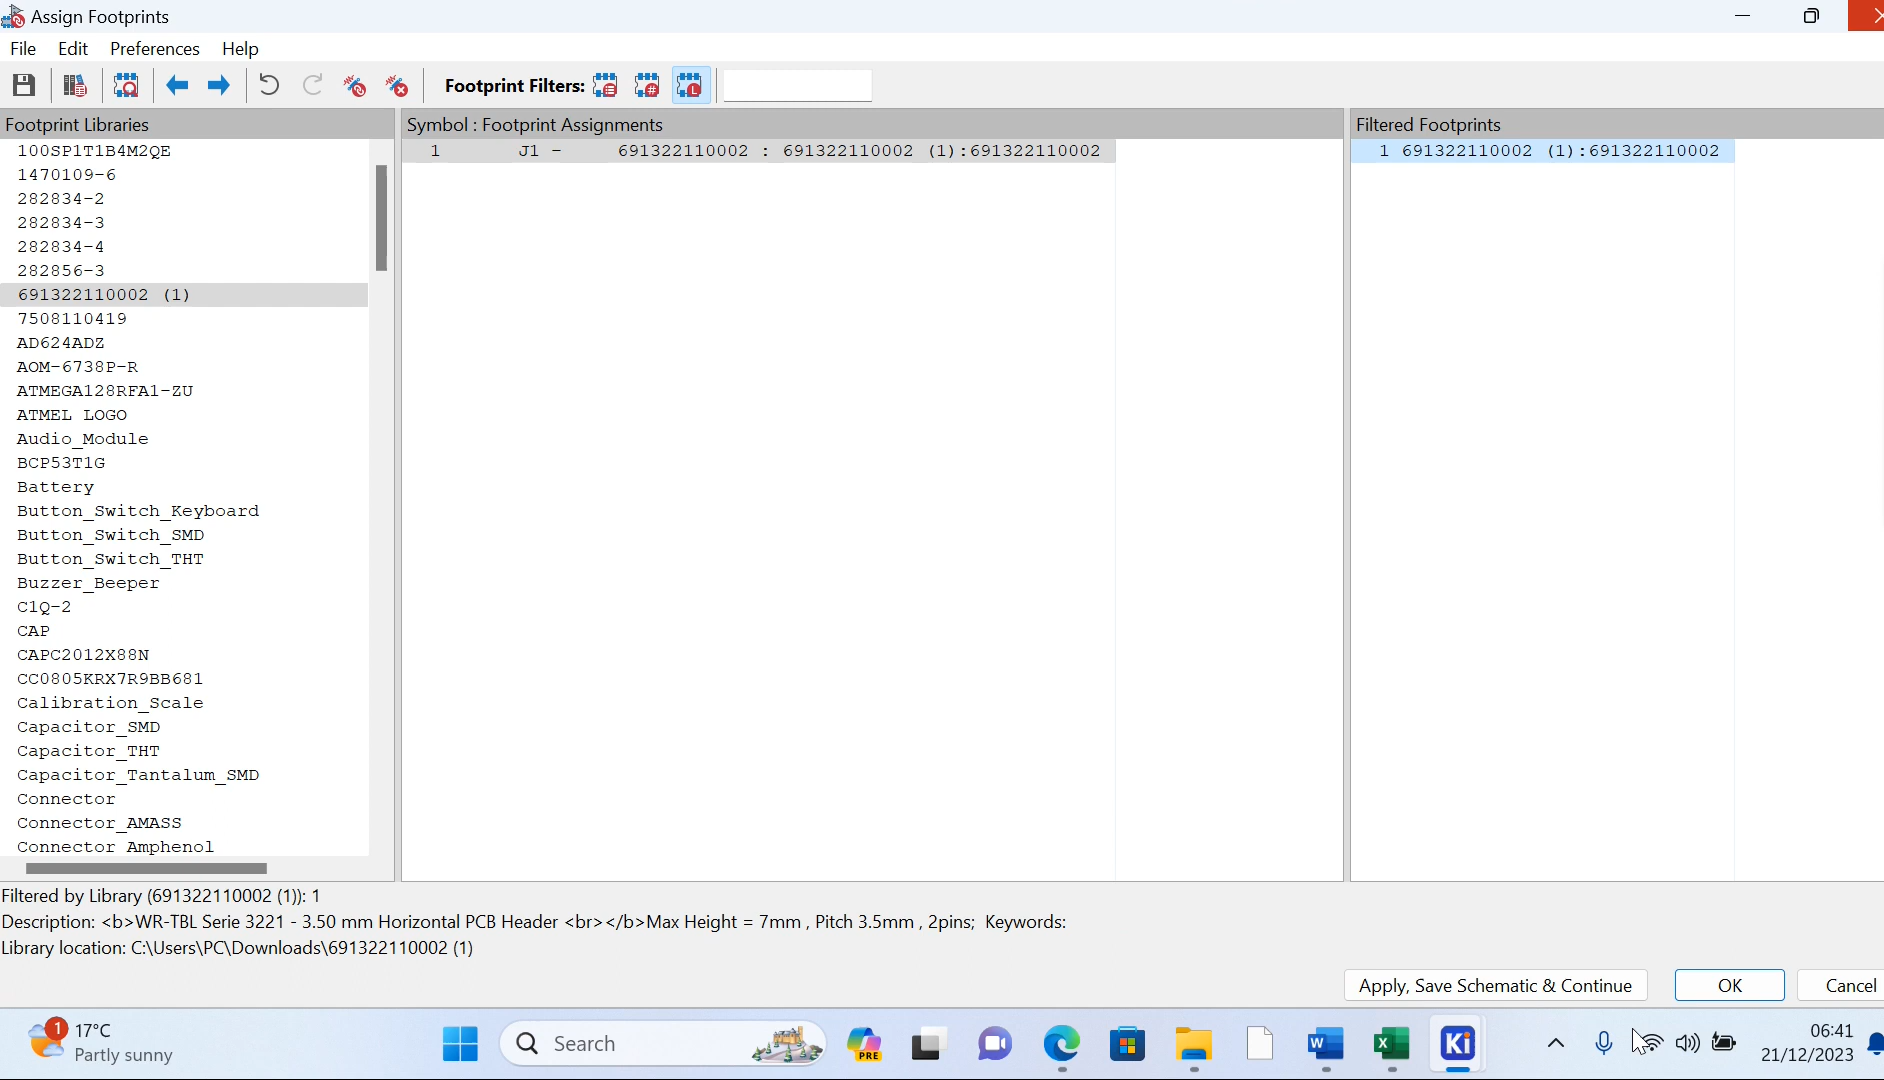 Assign Footprints
File Edit Preferences Help
Footprint Filters:
Footprint Libraries
100SP1T1B4M2QE
1470109-6
282834-2
282834-3
282834-4
282856-3
691322110002 (1)
7508110419
AD624ADZ
AOM-6738P-R
ATMEGA128RFA1-ZU
ATMEL LOGO
Audio_Module
BCP53T1G
Battery
Button_Switch_Keyboard
Button_Switch_SMD
Button_Switch_THT
Buzzer_Beeper
C1Q-2
CAP
CAPC2012X88N
CC0805KRX7R9BB681
Calibration_Scale
Capacitor_SMD
Capacitor_THT
Capacitor_Tantalum_SMD
Connector
Connector_AMASS
Connector_Amphenol
Symbol : Footprint Assignments
1 J1 - 691322110002 : 691322110002 (1):691322110002
Filtered Footprints
1 691322110002 (1):691322110002
Filtered by Library (691322110002 (1)): 1
Description: <b>WR-TBL Serie 3221 - 3.50 mm Horizontal PCB Header <br></b>Max Height = 7mm , Pitch 3.5mm , 2pins; Keywords:
Library location: C:\Users\PC\Downloads\691322110002 (1)
Apply, Save Schematic & Continue OK Cancel
1 17°C
Partly sunny
Search
PRE
W
X
Ki
06:41
21/12/2023